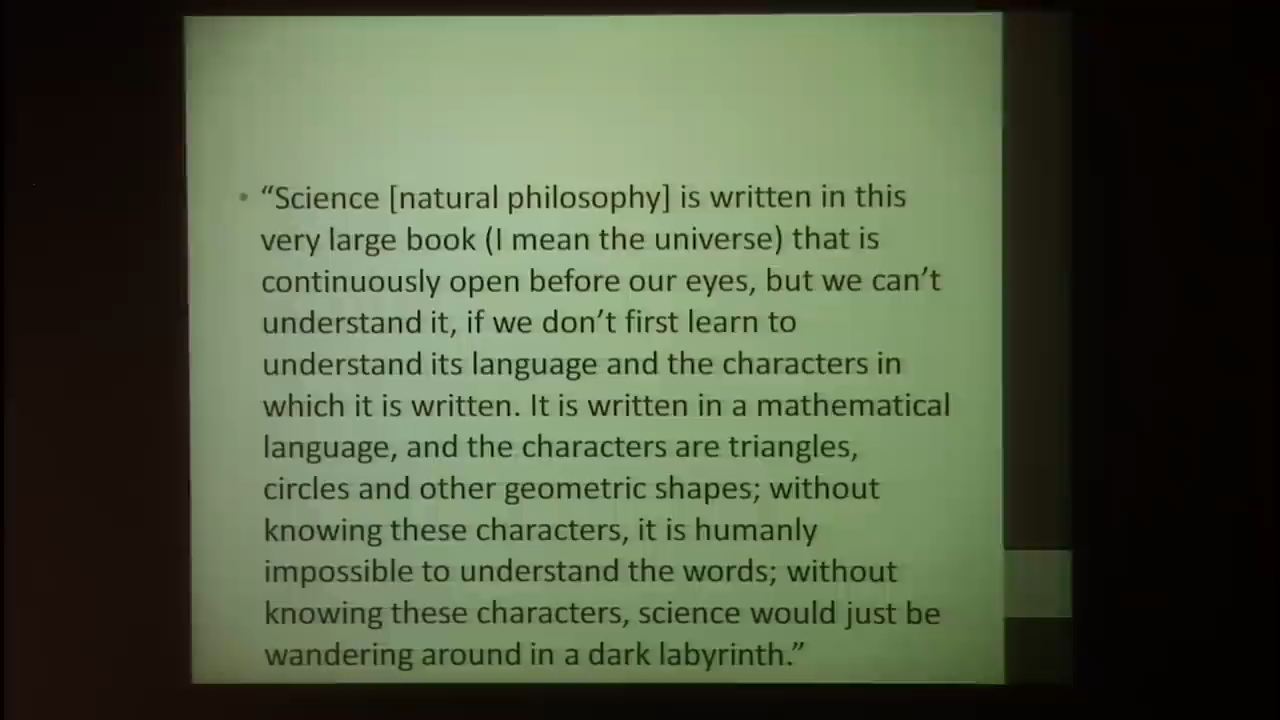 • “Science [natural philosophy] is written in this
very large book (I mean the universe) that is
continuously open before our eyes, but we can’t
understand it, if we don’t first learn to
understand its language and the characters in
which it is written. It is written in a mathematical
language, and the characters are triangles,
circles and other geometric shapes; without
knowing these characters, it is humanly
impossible to understand the words; without
knowing these characters, science would just be
wandering around in a dark labyrinth.”